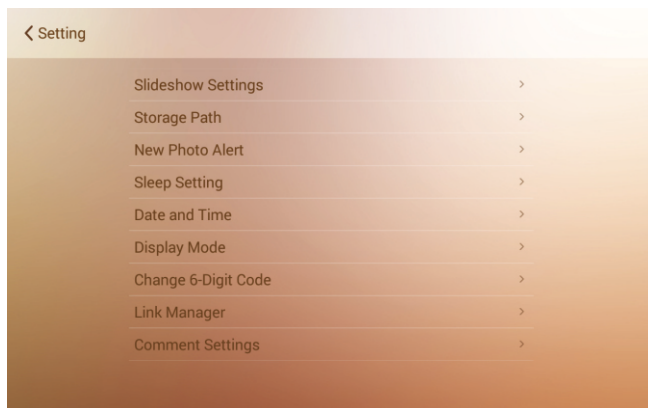 Setting
Slideshow Settings
Storage Path
New Photo Alert
Sleep Setting
Date and Time
Display Mode
Change 6-Digit Code
Link Manager
Comment Settings